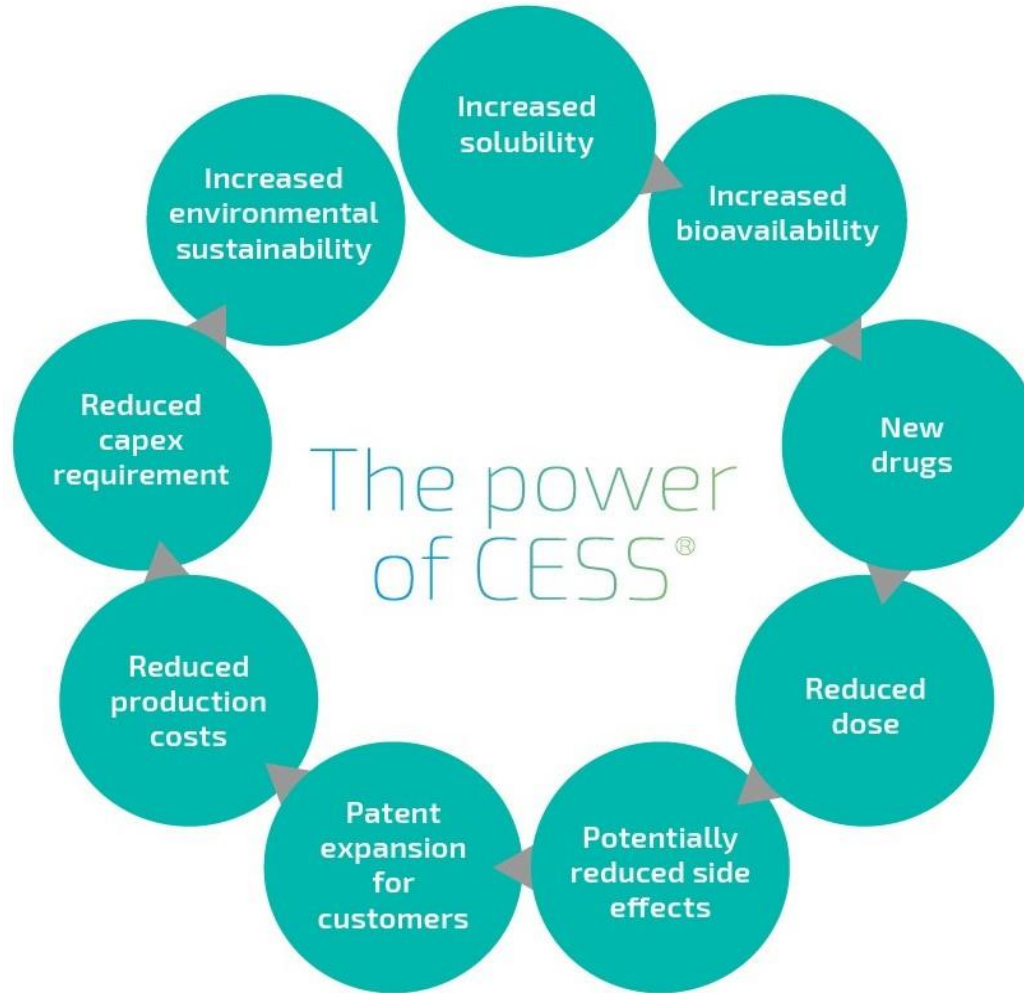 Increased
solubility
Increased
bioavailability
New
drugs
Reduced
dose
Potentially
reduced side
effects
Patent
expansion
for
customers
Reduced
production
costs
Reduced
capex
requirement
Increased
environmental
sustainability
The power
of CESS®